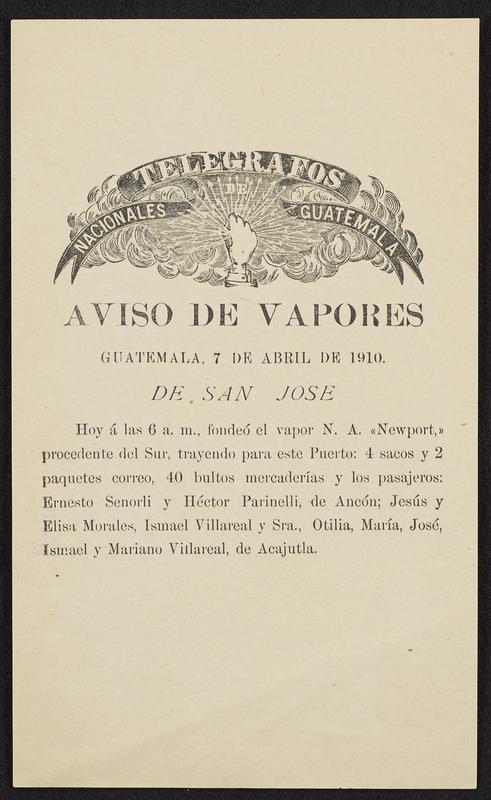 TELEGRAFOS
NACIONALES DE GUATEMALA
AVISO DE VAPORES
GUATEMALA, 7 DE ABRIL DE 1910.
DE SAN JOSE
Hoy á las 6 a. m., fondeó el vapor N. A. «Newport,»
procedente del Sur, trayendo para este Puerto: 4 sacos y 2
paquetes correo, 40 bultos mercaderías y los pasajeros:
Ernesto Senorli y Héctor Parinelli, de Ancón; Jesús y
Elisa Morales, Ismael Villareal y Sra., Otilia, María, José,
Ismael y Mariano Villareal, de Acajutla.